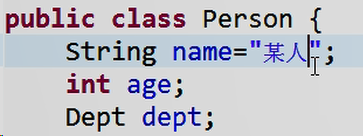 public class Person {
String name="某人";
int age;
Dept dept;